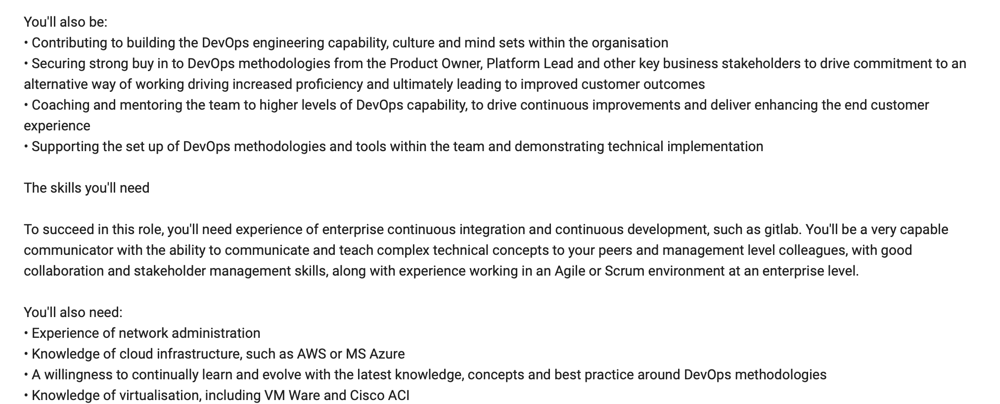 You'll also be:
• Contributing to building the DevOps engineering capability, culture and mind sets within the organisation
• Securing strong buy in to DevOps methodologies from the Product Owner, Platform Lead and other key business stakeholders to drive commitment to an
alternative way of working driving increased proficiency and ultimately leading to improved customer outcomes
• Coaching and mentoring the team to higher levels of DevOps capability, to drive continuous improvements and deliver enhancing the end customer
experience
• Supporting the set up of DevOps methodologies and tools within the team and demonstrating technical implementation
The skills you'll need
To succeed in this role, you'll need experience of enterprise continuous integration and continuous development, such as gitlab. You'll be a very capable
communicator with the ability to communicate and teach complex technical concepts to your peers and management level colleagues, with good
collaboration and stakeholder management skills, along with experience working in an Agile or Scrum environment at an enterprise level.
You'll also need:
• Experience of network administration
• Knowledge of cloud infrastructure, such as AWS or MS Azure
• A willingness to continually learn and evolve with the latest knowledge, concepts and best practice around DevOps methodologies
• Knowledge of virtualisation, including VM Ware and Cisco ACI